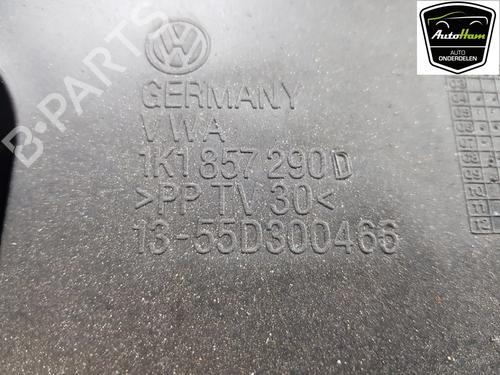 AutoHam
AUTO
ONDERDELEN
GERMANY
VWA
1K1 857 290 D
>PP TV 30<
13-55D300466
B-PARTS